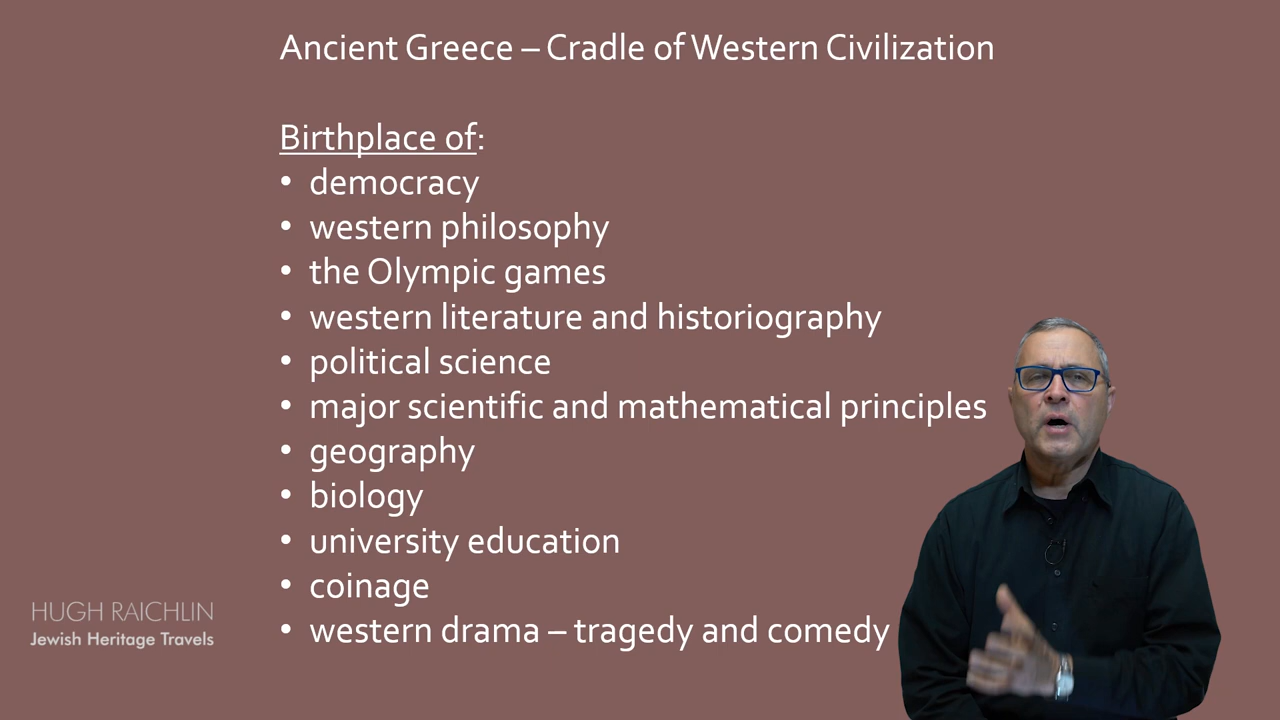 Ancient Greece – Cradle of Western Civilization
Birthplace of:
• democracy
• western philosophy
• the Olympic games
• western literature and historiography
• political science
• major scientific and mathematical principles
• geography
• biology
• university education
• coinage
• western drama – tragedy and comedy
HUGH RAICHLIN
Jewish Heritage Travels